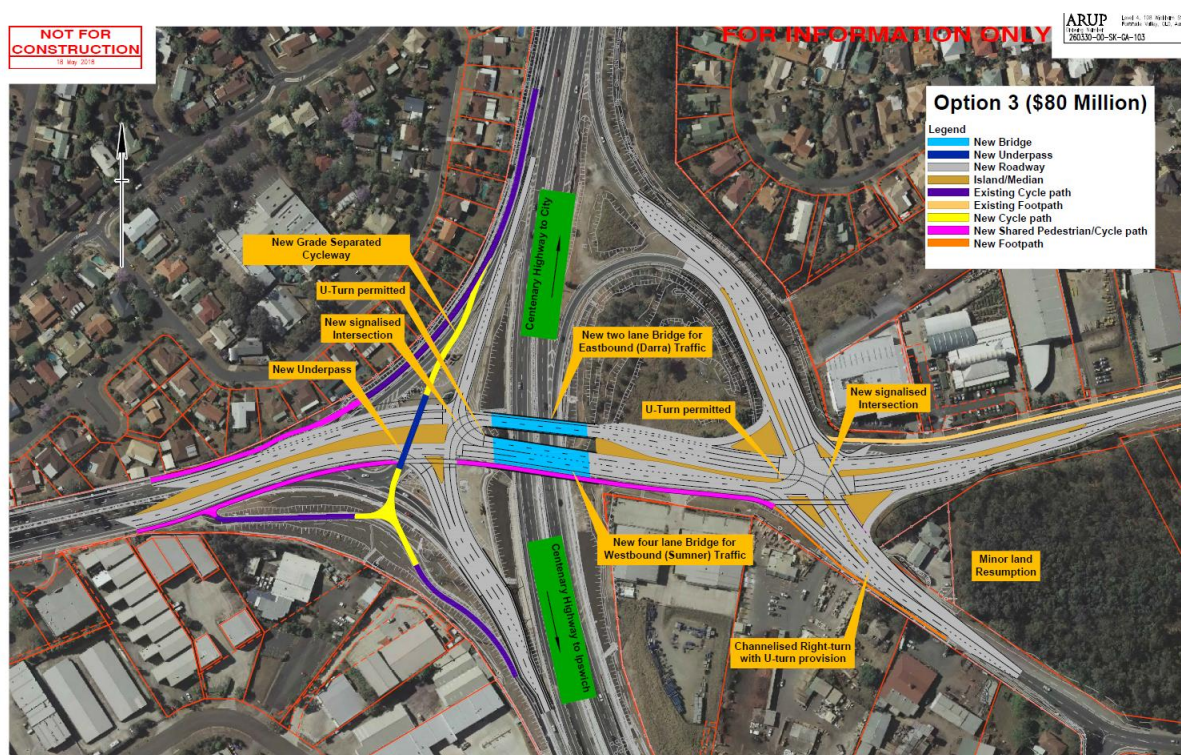 NOT FOR
CONSTRUCTION
18 May 2018
FOR INFORMATION ONLY
ARUP
260330-00-SK-GA-103
Option 3 ($80 Million)
Legend
New Bridge
New Underpass
New Roadway
Island/Median
Existing Cycle path
Existing Footpath
New Cycle path
New Shared Pedestrian/Cycle path
New Footpath
New Grade Separated
Cycleway
U-Turn permitted
New signalised
Intersection
New Underpass
Centenary Highway to City
New two lane Bridge for
Eastbound (Darra) Traffic
U-Turn permitted
New signalised
Intersection
New four lane Bridge for
Westbound (Sumner) Traffic
Centenary Highway to Ipswich
Minor land
Resumption
Channelised Right-turn
with U-turn provision